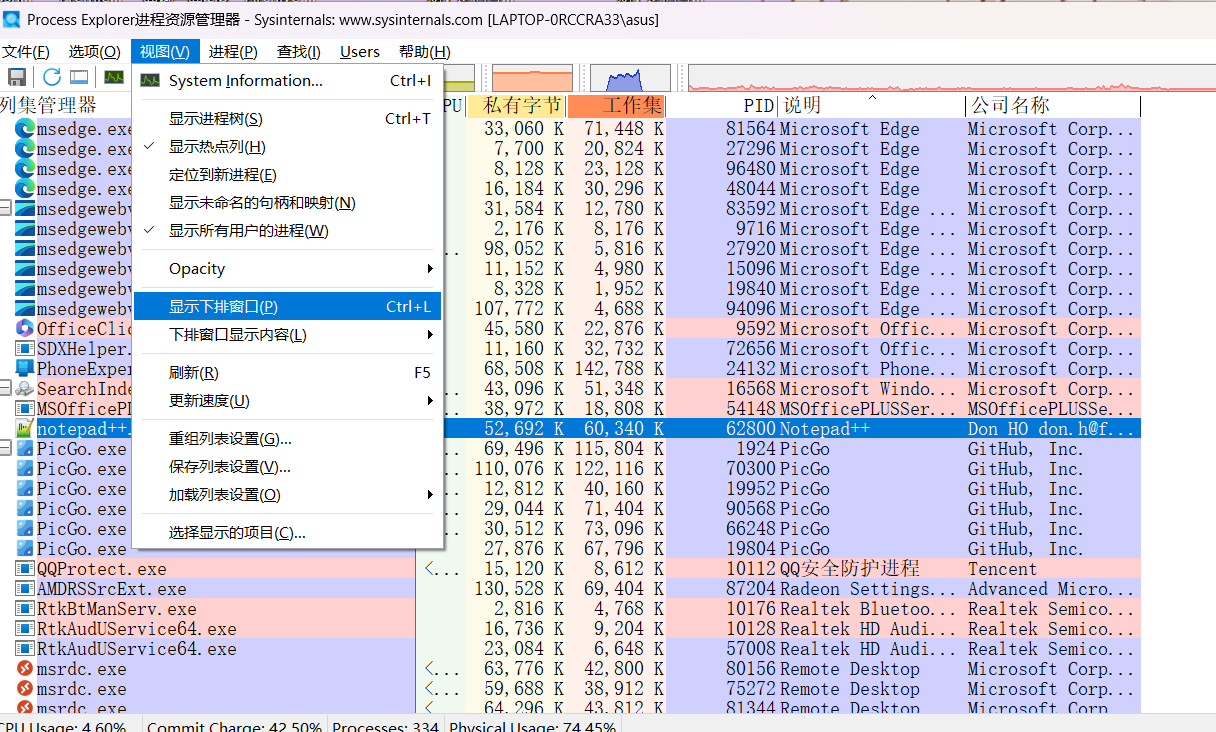 Process Explorer进程资源管理器 - Sysinternals: www.sysinternals.com [LAPTOP-0RCCRA33\asus]
文件(F) 选项(O) 视图(V) 进程(P) 查找(I) Users 帮助(H)
System Information... Ctrl+I
显示进程树(S) Ctrl+T
显示热点列(H)
定位到新进程(E)
显示未命名的句柄和映射(N)
显示所有用户的进程(W)
Opacity
显示下排窗口(P) Ctrl+L
下排窗口显示内容(L)
刷新(R) F5
更新速度(U)
重组列表设置(G)...
保存列表设置(V)...
加载列表设置(O)
选择显示的项目(C)...
列集管理器 PU 私有字节 工作集 PID 说明 公司名称
msedge.exe 33,060 K 71,448 K 81564 Microsoft Edge Microsoft Corp...
msedge.exe 7,700 K 20,824 K 27296 Microsoft Edge Microsoft Corp...
msedge.exe 8,128 K 23,128 K 96480 Microsoft Edge Microsoft Corp...
msedge.exe 16,184 K 30,296 K 48044 Microsoft Edge Microsoft Corp...
msedgewebv 31,584 K 12,780 K 83592 Microsoft Edge ... Microsoft Corp...
msedgewebv 2,176 K 8,176 K 9716 Microsoft Edge ... Microsoft Corp...
msedgewebv .. 98,052 K 5,816 K 27920 Microsoft Edge ... Microsoft Corp...
msedgewebv 11,152 K 4,980 K 15096 Microsoft Edge ... Microsoft Corp...
msedgewebv 8,328 K 1,952 K 19840 Microsoft Edge ... Microsoft Corp...
msedgewebv 107,772 K 4,688 K 94096 Microsoft Edge ... Microsoft Corp...
OfficeClic 45,580 K 22,876 K 9592 Microsoft Offic... Microsoft Corp...
SDXHelper. 11,160 K 32,732 K 72656 Microsoft Offic... Microsoft Corp...
PhoneExper .. 68,508 K 142,788 K 24132 Microsoft Phone... Microsoft Corp...
SearchInde .. 43,096 K 51,348 K 16568 Microsoft Windo... Microsoft Corp...
MSOfficePL .. 38,972 K 18,808 K 54148 MSOfficePLUSSer... MSOfficePLUSSe...
notepad++. 52,692 K 60,340 K 62800 Notepad++ Don HO don.h@f...
PicGo.exe .. 69,496 K 115,804 K 1924 PicGo GitHub, Inc.
PicGo.exe .. 110,076 K 122,116 K 70300 PicGo GitHub, Inc.
PicGo.exe .. 12,812 K 40,160 K 19952 PicGo GitHub, Inc.
PicGo.exe .. 29,044 K 71,404 K 90568 PicGo GitHub, Inc.
PicGo.exe .. 30,512 K 73,096 K 66248 PicGo GitHub, Inc.
PicGo.exe 27,876 K 67,796 K 19804 PicGo GitHub, Inc.
QQProtect.exe <... 15,120 K 8,612 K 10112 QQ安全防护进程 Tencent
AMDRSSrcExt.exe 130,528 K 69,404 K 87204 Radeon Settings... Advanced Micro...
RtkBtManServ.exe 2,816 K 4,768 K 10176 Realtek Bluetoo... Realtek Semico...
RtkAudUService64.exe 16,736 K 9,204 K 10128 Realtek HD Audi... Realtek Semico...
RtkAudUService64.exe 23,084 K 6,648 K 57008 Realtek HD Audi... Realtek Semico...
msrdc.exe <... 63,776 K 42,800 K 80156 Remote Desktop Microsoft Corp...
msrdc.exe <... 59,688 K 38,912 K 75272 Remote Desktop Microsoft Corp...
msrdc.exe <... 64,296 K 43,812 K 81344 Remote Desktop Microsoft Corp...
CPU Usage: 4.60% Commit Charge: 42.50% Processes: 334 Physical Usage: 74.45%